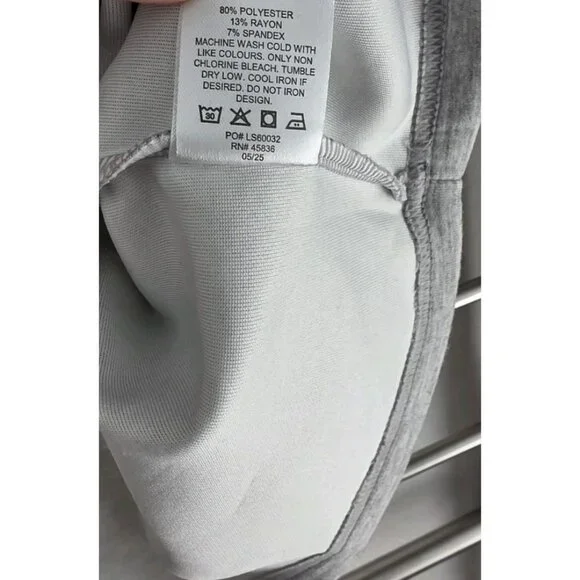 80% POLYESTER
13% RAYON
7% SPANDEX
MACHINE WASH COLD WITH
LIKE COLOURS. ONLY NON
CHLORINE BLEACH. TUMBLE
DRY LOW. COOL IRON IF
DESIRED. DO NOT IRON
DESIGN.
30
PO# LS60032
RN# 45836
05/25